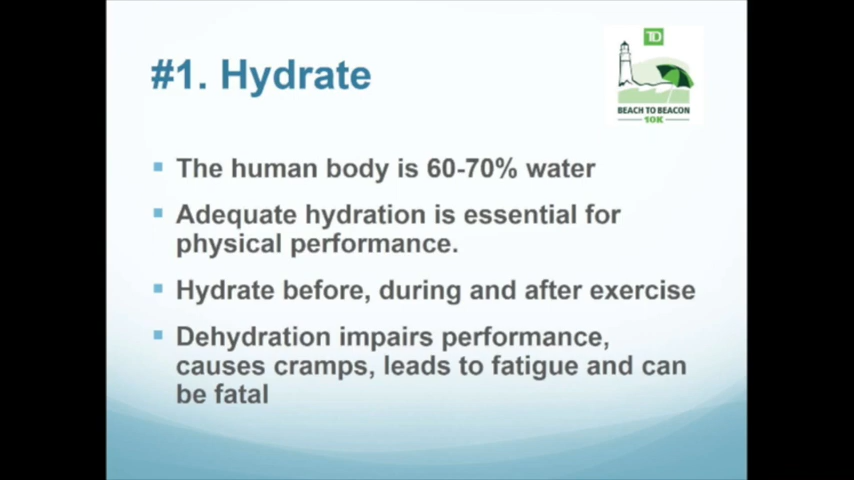 #1. Hydrate
TD
BEACH TO BEACON
10K
The human body is 60-70% water
Adequate hydration is essential for
physical performance.
Hydrate before, during and after exercise
Dehydration impairs performance,
causes cramps, leads to fatigue and can
be fatal